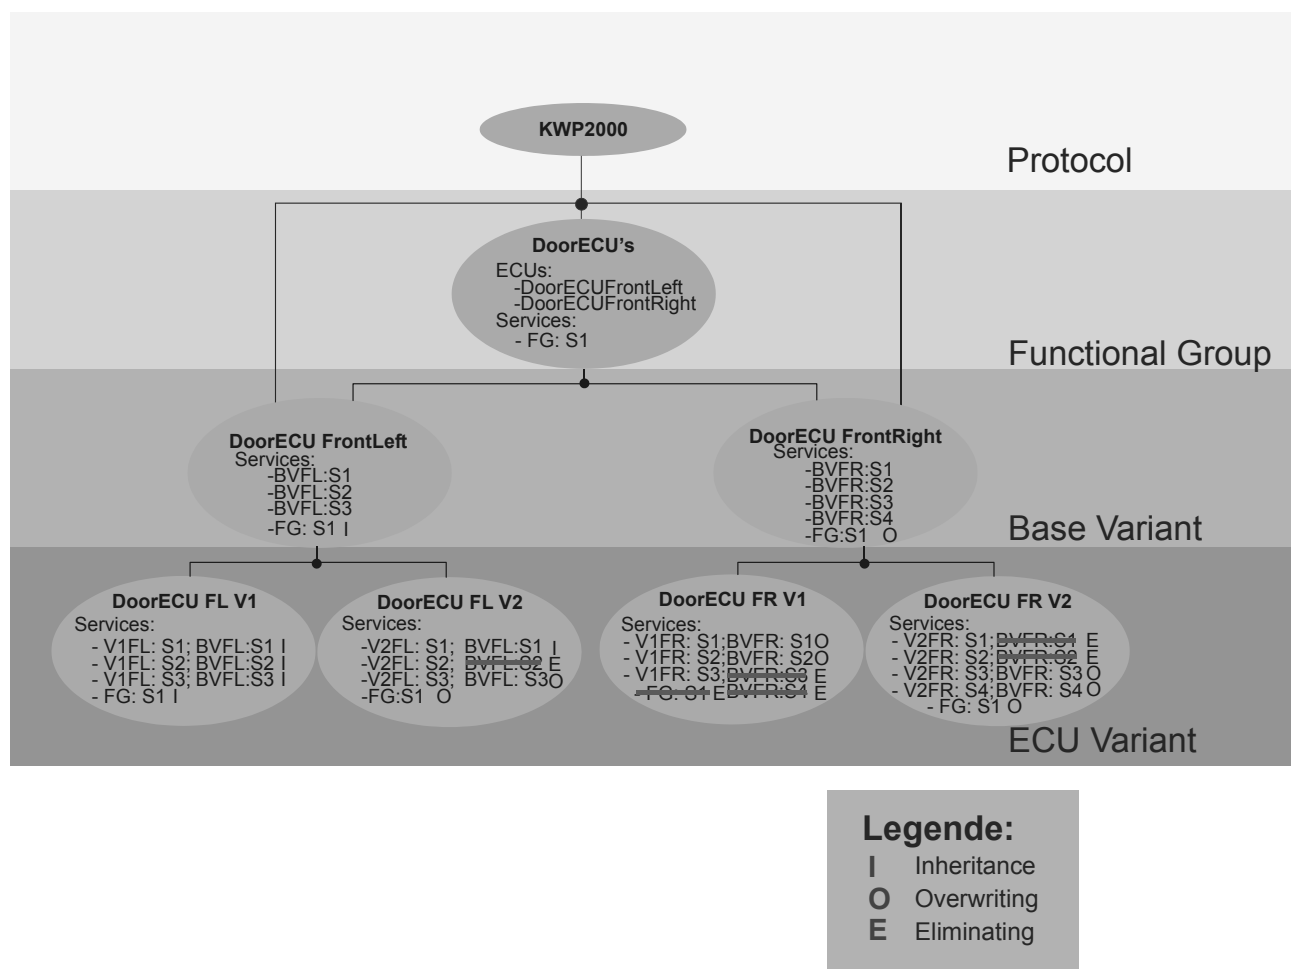 KWP2000
Protocol
DoorECU's
ECUs:
-DoorECUFrontLeft
-DoorECUFrontRight
Services:
- FG: S1
Functional Group
DoorECU FrontLeft
Services:
-BVFL:S1
-BVFL:S2
-BVFL:S3
-FG: S1 I
DoorECU FrontRight
Services:
-BVFR:S1
-BVFR:S2
-BVFR:S3
-BVFR:S4
-FG:S1 O
Base Variant
DoorECU FL V1
Services:
- V1FL: S1; BVFL:S1 I
- V1FL: S2; BVFL:S2 I
- V1FL: S3; BVFL:S3 I
- FG: S1 I
DoorECU FL V2
Services:
-V2FL: S1; BVFL:S1 I
-V2FL: S2; BVFL:S2 E
-V2FL: S3; BVFL: S3O
-FG:S1 O
DoorECU FR V1
Services:
- V1FR: S1;BVFR: S1O
- V1FR: S2;BVFR: S2O
- V1FR: S3;BVFR:S3 E
- FG: S1 E BVFR:S4 E
DoorECU FR V2
Services:
- V2FR: S1;BVFR:S1 E
- V2FR: S2;BVFR:S2 E
- V2FR: S3;BVFR: S3 O
- V2FR: S4;BVFR: S4 O
- FG: S1 O
ECU Variant
Legende:
I Inheritance
O Overwriting
E Eliminating